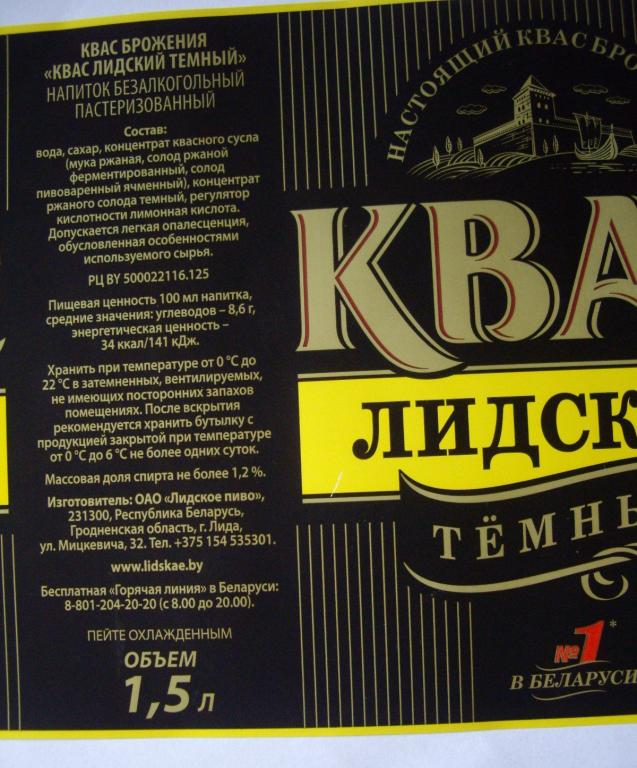 КВАС БРОЖЕНИЯ
«КВАС ЛИДСКИЙ ТЕМНЫЙ»
НАПИТОК БЕЗАЛКОГОЛЬНЫЙ
ПАСТЕРИЗОВАННЫЙ
Состав:
вода, сахар, концентрат квасного сусла
(мука ржаная, солод ржаной
ферментированный, солод
пивоваренный ячменный), концентрат
ржаного солода темный, регулятор
кислотности лимонная кислота.
Допускается легкая опалесценция,
обусловленная особенностями
используемого сырья.
РЦ BY 500022116.125
Пищевая ценность 100 мл напитка,
средние значения: углеводов – 8,6 г,
энергетическая ценность –
34 ккал/141 кДж.
Хранить при температуре от 0 °С до
22 °С в затемненных, вентилируемых,
не имеющих посторонних запахов
помещениях. После вскрытия
рекомендуется хранить бутылку с
продукцией закрытой при температуре
от 0 °С до 6 °С не более одних суток.
Массовая доля спирта не более 1,2 %.
Изготовитель: ОАО «Лидское пиво»,
231300, Республика Беларусь,
Гродненская область, г. Лида,
ул. Мицкевича, 32. Тел. +375 154 535301.
www.lidskae.by
Бесплатная «Горячая линия» в Беларуси:
8-801-204-20-20 (с 8.00 до 20.00).
ПЕЙТЕ ОХЛАЖДЕННЫМ
ОБЪЕМ
1,5 л
НАСТОЯЩИЙ КВАС БРО
КВА
ЛИДСК
ТЁМНЫ
№1*
В БЕЛАРУСИ